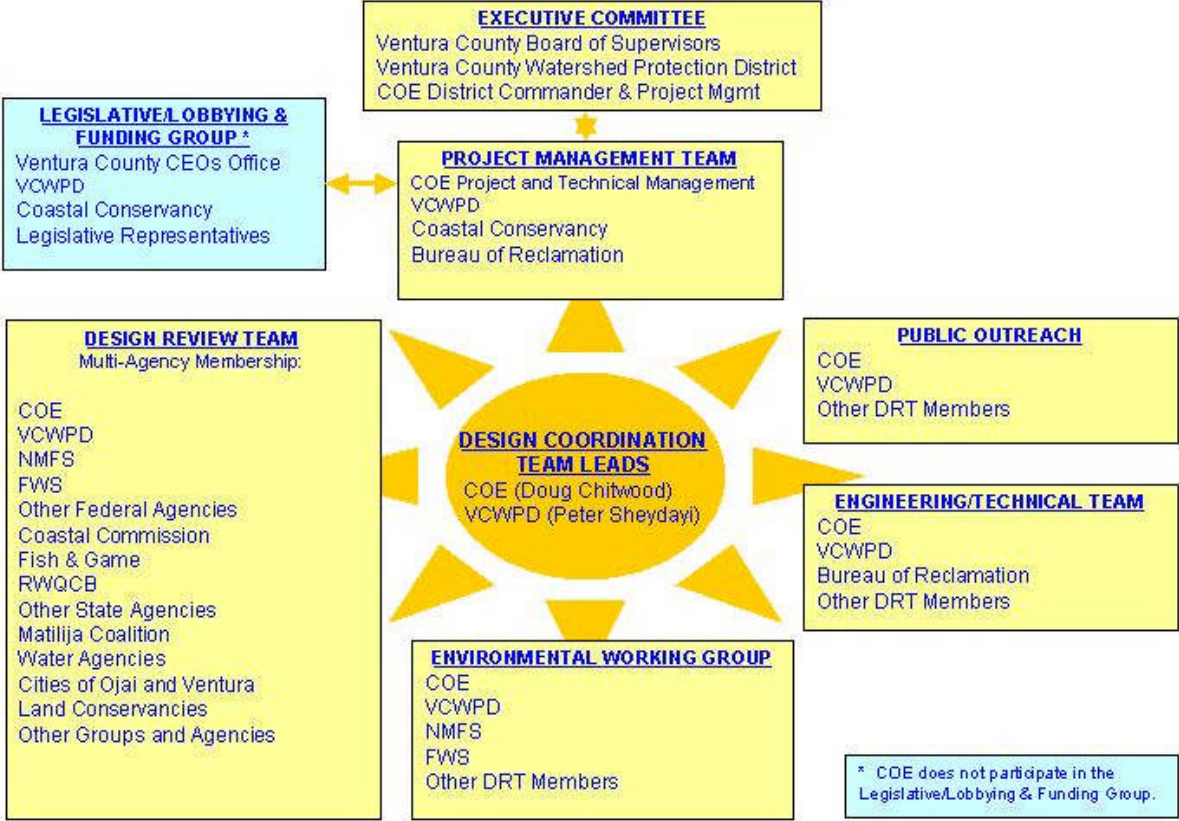 EXECUTIVE COMMITTEE
Ventura County Board of Supervisors
Ventura County Watershed Protection District
COE District Commander & Project Mgmt
LEGISLATIVE/LOBBYING &
FUNDING GROUP *
Ventura County CEOs Office
VCWPD
Coastal Conservancy
Legislative Representatives
PROJECT MANAGEMENT TEAM
COE Project and Technical Management
VCWPD
Coastal Conservancy
Bureau of Reclamation
DESIGN REVIEW TEAM
Multi-Agency Membership:
COE
VCWPD
NMFS
FWS
Other Federal Agencies
Coastal Commission
Fish & Game
RWQCB
Other State Agencies
Matilija Coalition
Water Agencies
Cities of Ojai and Ventura
Land Conservancies
Other Groups and Agencies
DESIGN COORDINATION
TEAM LEADS
COE (Doug Chitwood)
VCWPD (Peter Sheydayi)
PUBLIC OUTREACH
COE
VCWPD
Other DRT Members
ENGINEERING/TECHNICAL TEAM
COE
VCWPD
Bureau of Reclamation
Other DRT Members
ENVIRONMENTAL WORKING GROUP
COE
VCWPD
NMFS
FWS
Other DRT Members
* COE does not participate in the
Legislative/Lobbying & Funding Group.